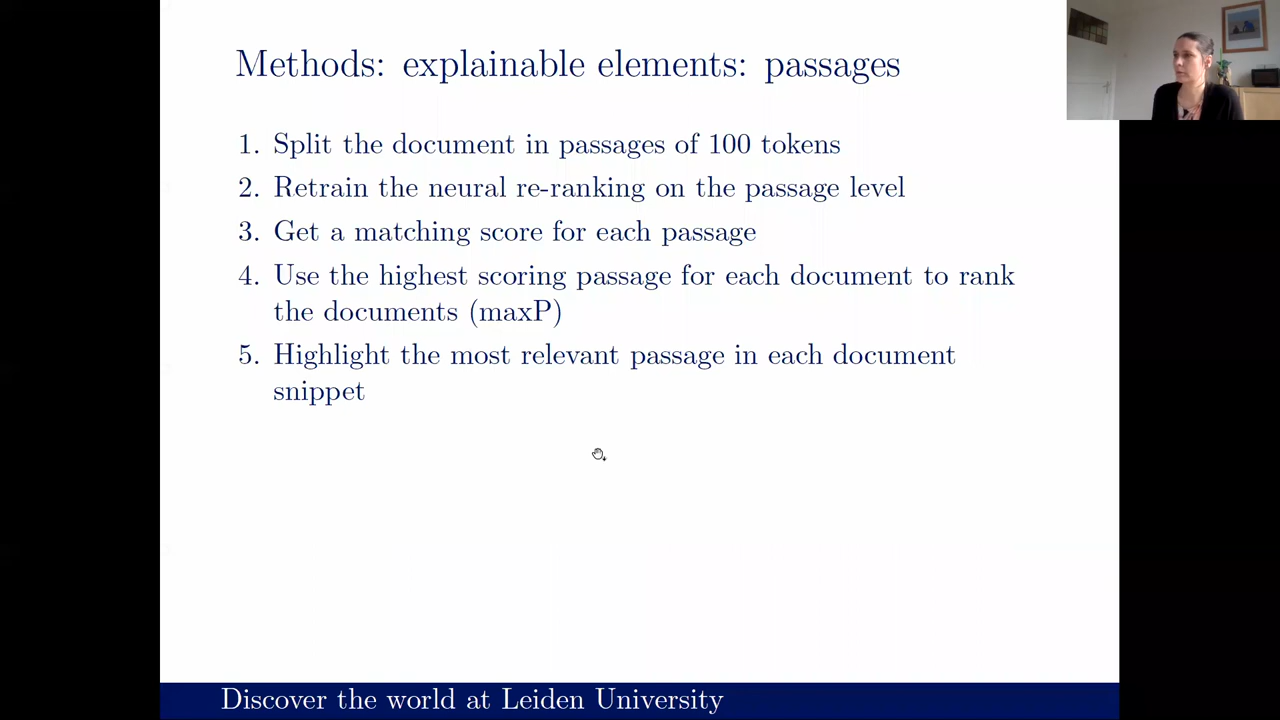 Methods: explainable elements: passages
1. Split the document in passages of 100 tokens
2. Retrain the neural re-ranking on the passage level
3. Get a matching score for each passage
4. Use the highest scoring passage for each document to rank
the documents (maxP)
5. Highlight the most relevant passage in each document
snippet
Discover the world at Leiden University